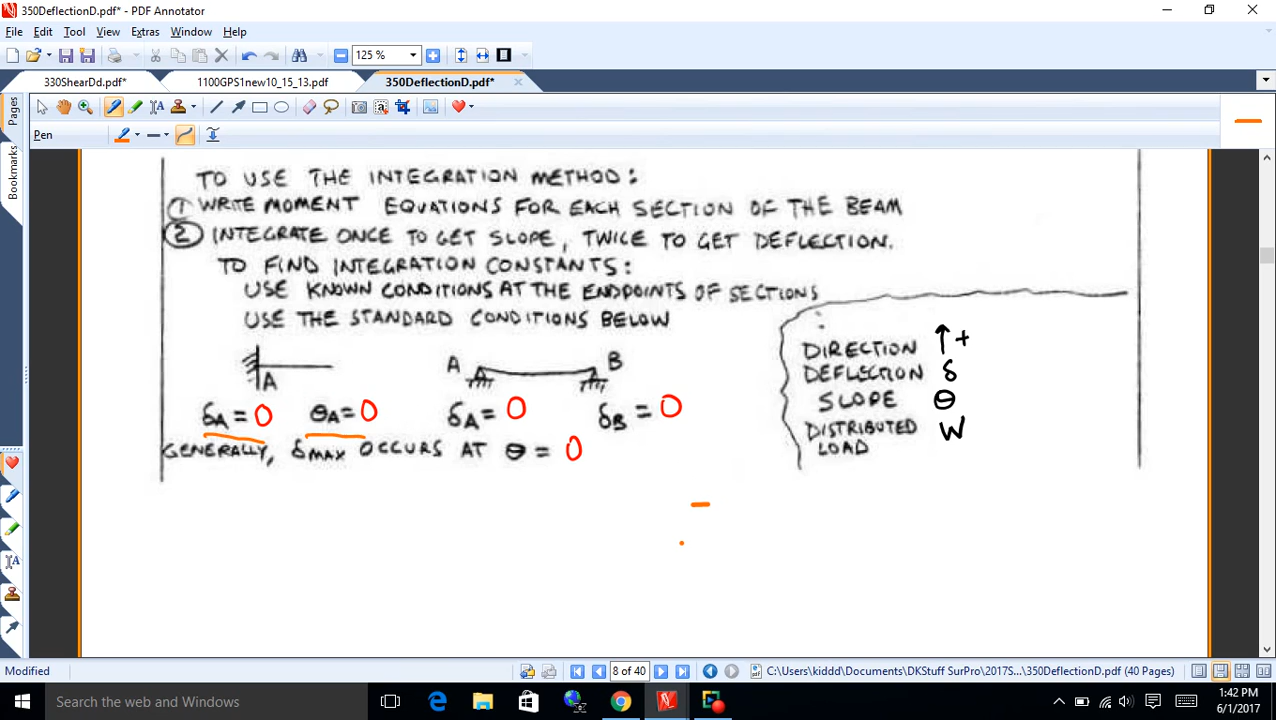 350DeflectionD.pdf* - PDF Annotator
File Edit Tool View Extras Window Help
125 %
330ShearDd.pdf* 1100GPS1new10_15_13.pdf 350DeflectionD.pdf*
Pen
Pages
Bookmarks
TO USE THE INTEGRATION METHOD:
① WRITE MOMENT EQUATIONS FOR EACH SECTION OF THE BEAM
② INTEGRATE ONCE TO GET SLOPE, TWICE TO GET DEFLECTION.
TO FIND INTEGRATION CONSTANTS:
USE KNOWN CONDITIONS AT THE ENDPOINTS OF SECTIONS
USE THE STANDARD CONDITIONS BELOW
A A B
δA = 0 θA = 0 δA = 0 δB = 0
GENERALLY, δMAX OCCURS AT θ = 0
DIRECTION ↑+
DEFLECTION δ
SLOPE θ
DISTRIBUTED W
LOAD
Modified
8 of 40
C:\Users\kiddd\Documents\DKStuff SurPro\2017S...\350DeflectionD.pdf (40 Pages)
Search the web and Windows
1:42 PM
6/1/2017